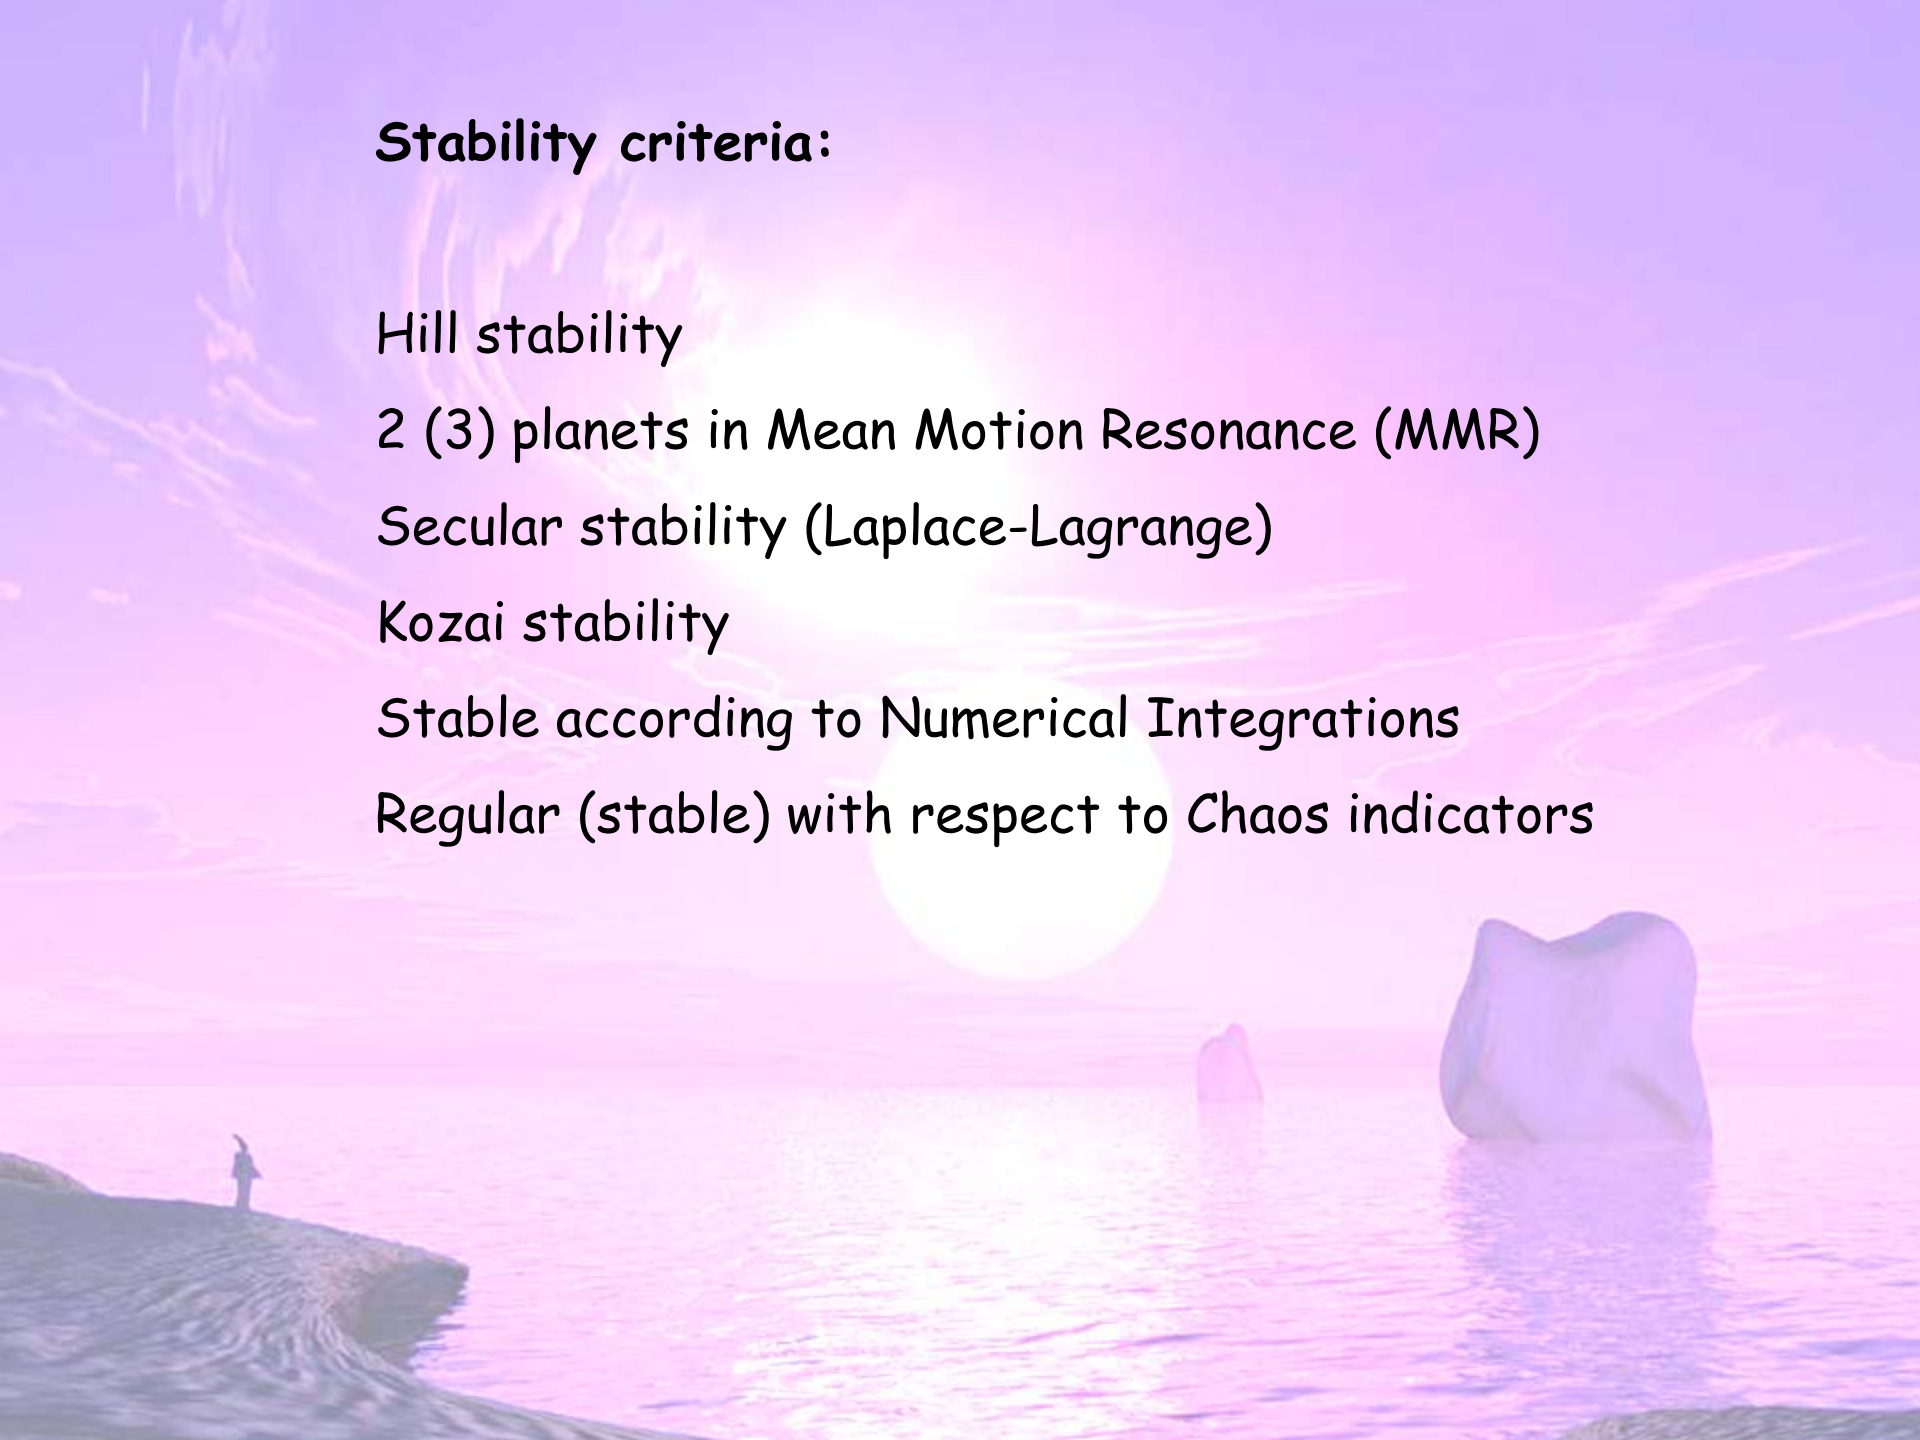 Stability criteria:
Hill stability
2 (3) planets in Mean Motion Resonance (MMR)
Secular stability (Laplace-Lagrange)
Kozai stability
Stable according to Numerical Integrations
Regular (stable) with respect to Chaos indicators